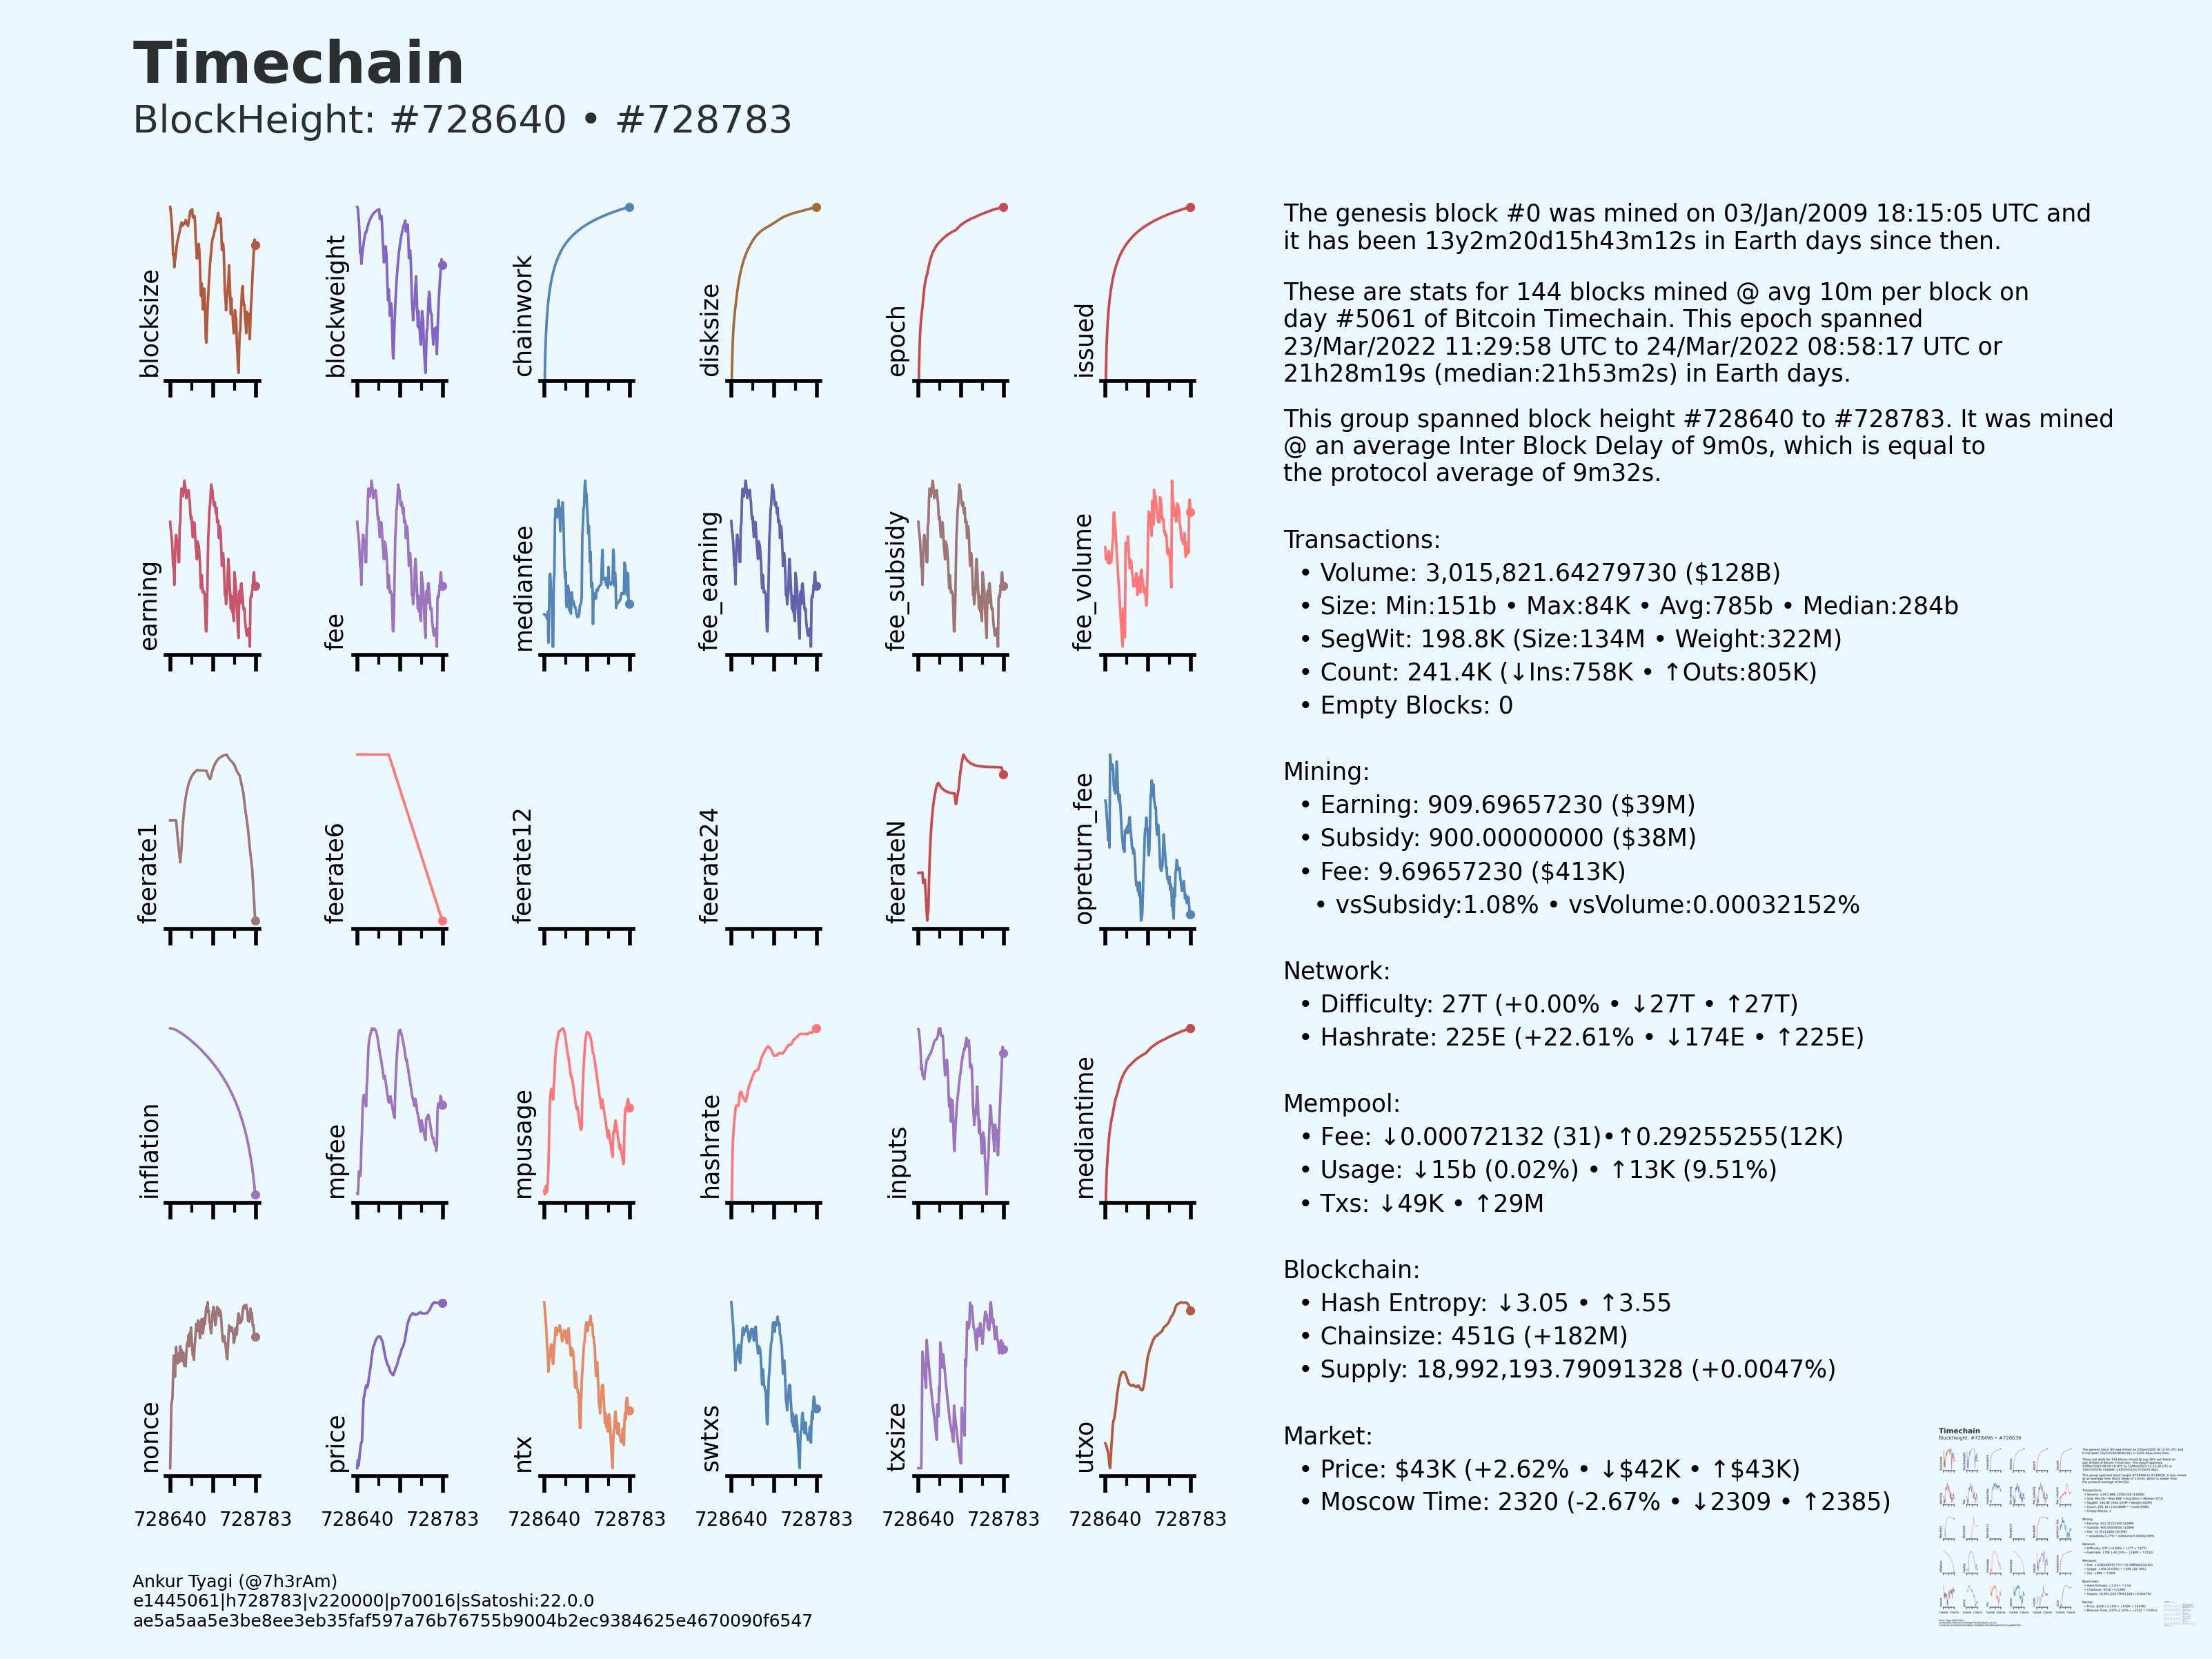 Timechain
BlockHeight: #728640 • #728783
blocksize
blockweight
chainwork
disksize
epoch
issued
earning
fee
medianfee
fee_earning
fee_subsidy
fee_volume
feerate1
feerate6
feerate12
feerate24
feerateN
opreturn_fee
inflation
mpfee
mpusage
hashrate
inputs
mediantime
nonce
price
ntx
swtxs
txsize
utxo
728640 728783 728640 728783 728640 728783 728640 728783 728640 728783 728640 728783
The genesis block #0 was mined on 03/Jan/2009 18:15:05 UTC and
it has been 13y2m20d15h43m12s in Earth days since then.
These are stats for 144 blocks mined @ avg 10m per block on
day #5061 of Bitcoin Timechain. This epoch spanned
23/Mar/2022 11:29:58 UTC to 24/Mar/2022 08:58:17 UTC or
21h28m19s (median:21h53m2s) in Earth days.
This group spanned block height #728640 to #728783. It was mined
@ an average Inter Block Delay of 9m0s, which is equal to
the protocol average of 9m32s.
Transactions:
• Volume: 3,015,821.64279730 ($128B)
• Size: Min:151b • Max:84K • Avg:785b • Median:284b
• SegWit: 198.8K (Size:134M • Weight:322M)
• Count: 241.4K (↓Ins:758K • ↑Outs:805K)
• Empty Blocks: 0
Mining:
• Earning: 909.69657230 ($39M)
• Subsidy: 900.00000000 ($38M)
• Fee: 9.69657230 ($413K)
• vsSubsidy:1.08% • vsVolume:0.00032152%
Network:
• Difficulty: 27T (+0.00% • ↓27T • ↑27T)
• Hashrate: 225E (+22.61% • ↓174E • ↑225E)
Mempool:
• Fee: ↓0.00072132 (31)•↑0.29255255(12K)
• Usage: ↓15b (0.02%) • ↑13K (9.51%)
• Txs: ↓49K • ↑29M
Blockchain:
• Hash Entropy: ↓3.05 • ↑3.55
• Chainsize: 451G (+182M)
• Supply: 18,992,193.79091328 (+0.0047%)
Market:
• Price: $43K (+2.62% • ↓$42K • ↑$43K)
• Moscow Time: 2320 (-2.67% • ↓2309 • ↑2385)
Timechain
BlockHeight: #728496 • #728639
Ankur Tyagi (@7h3rAm)
e1445061|h728783|v220000|p70016|sSatoshi:22.0.0
ae5a5aa5e3be8ee3eb35faf597a76b76755b9004b2ec9384625e4670090f6547